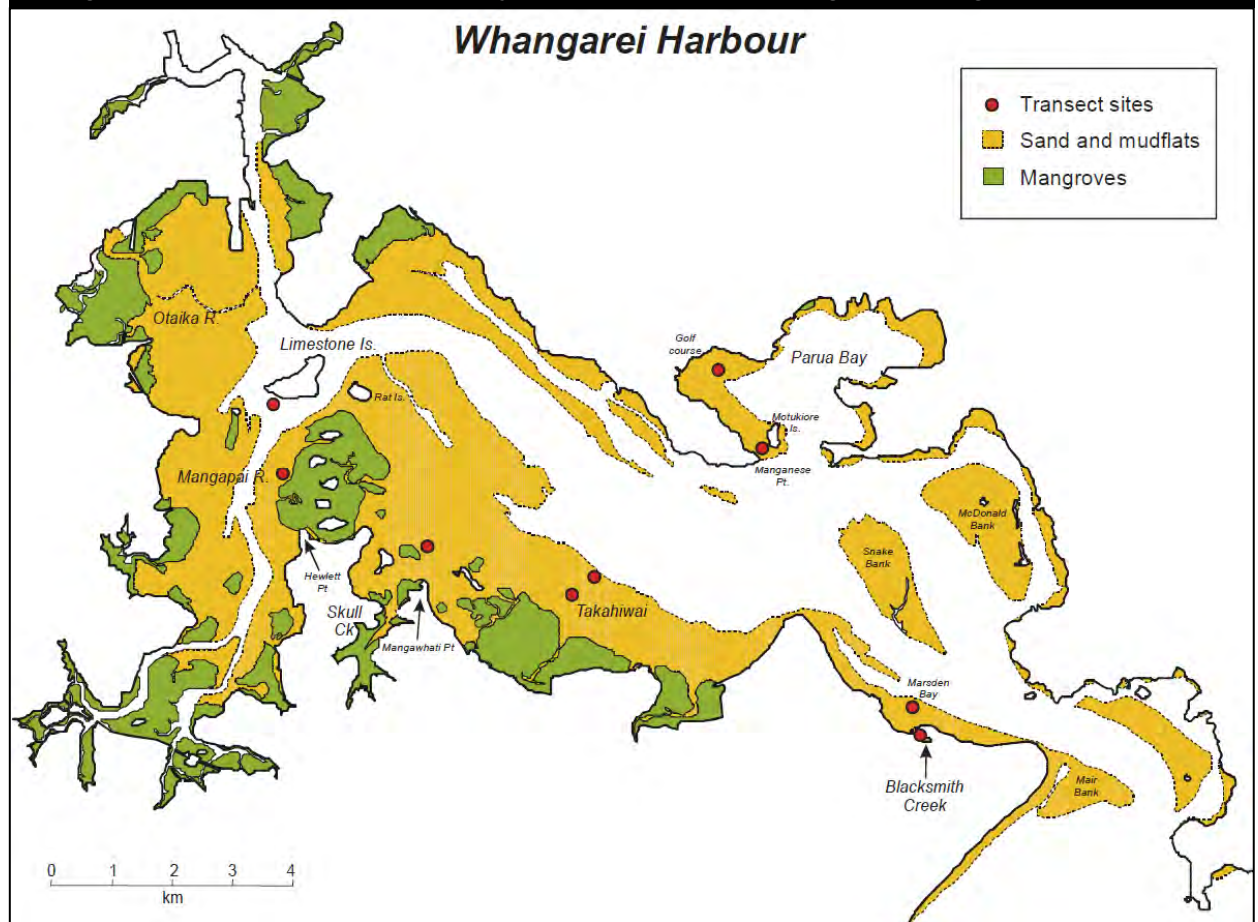 Whangarei Harbour
Transect sites
Sand and mudflats
Mangroves
Otaika R.
Limestone Is.
Rat Is.
Golf
course
Parua Bay
Motukiore
Is.
Manganese
Pt.
Mangapai R.
McDonald
Bank
Snake
Bank
Hewlett
Pt
Skull
Ck
Mangawhati Pt
Takahiwai
Marsden
Bay
Blacksmith
Creek
Mair
Bank
0 1 2 3 4
km